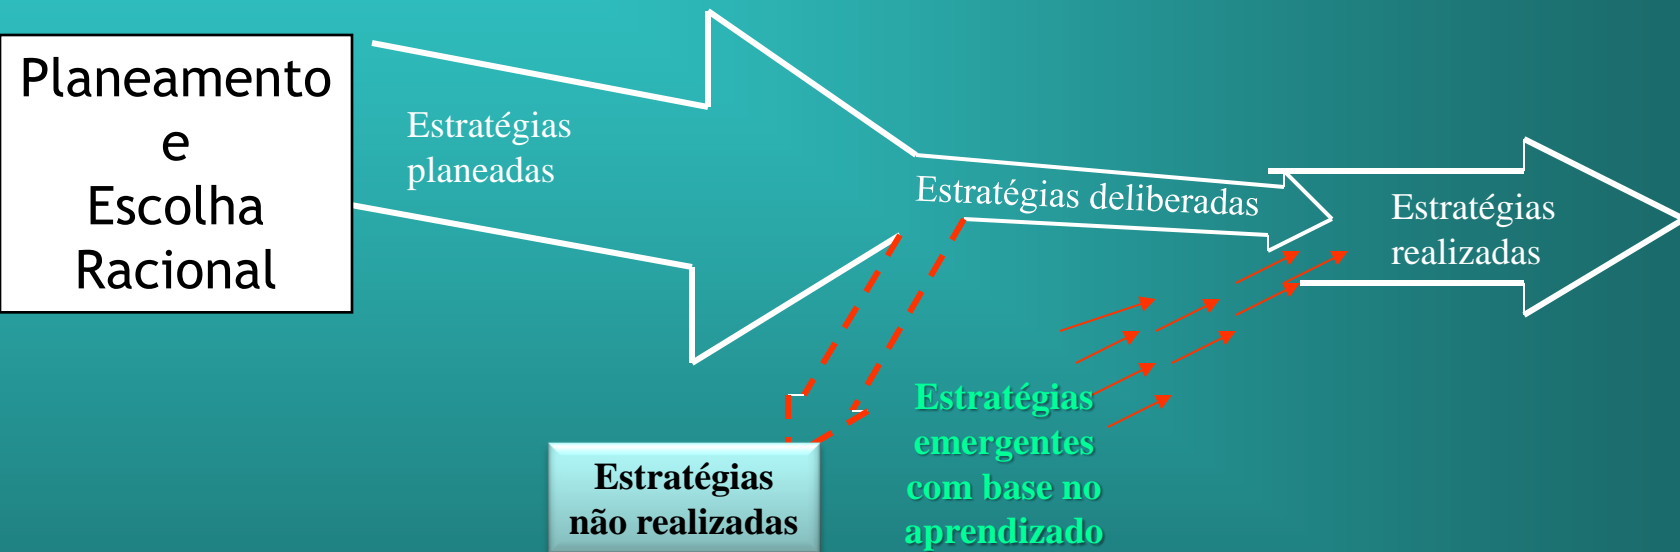 Planeamento
e
Escolha
Racional
Estratégias
planeadas
Estratégias deliberadas
Estratégias
realizadas
Estratégias
não realizadas
Estratégias
emergentes
com base no
aprendizado